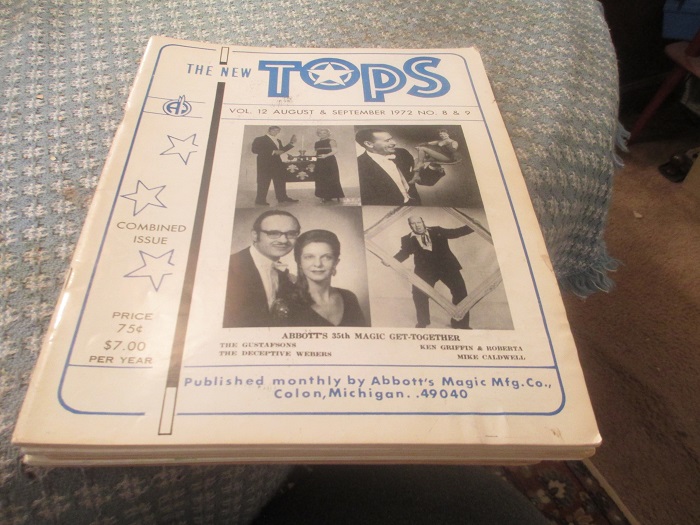 THE NEW TOPS
VOL. 12 AUGUST & SEPTEMBER 1972 NO. 8 & 9
COMBINED
ISSUE
PRICE
75¢
$7.00
PER YEAR
ABBOTT'S 35th MAGIC GET-TOGETHER
THE GUSTAFSONS KEN GRIFFIN & ROBERTA
THE DECEPTIVE WEBERS MIKE CALDWELL
Published monthly by Abbott's Magic Mfg. Co.,
Colon, Michigan. .49040